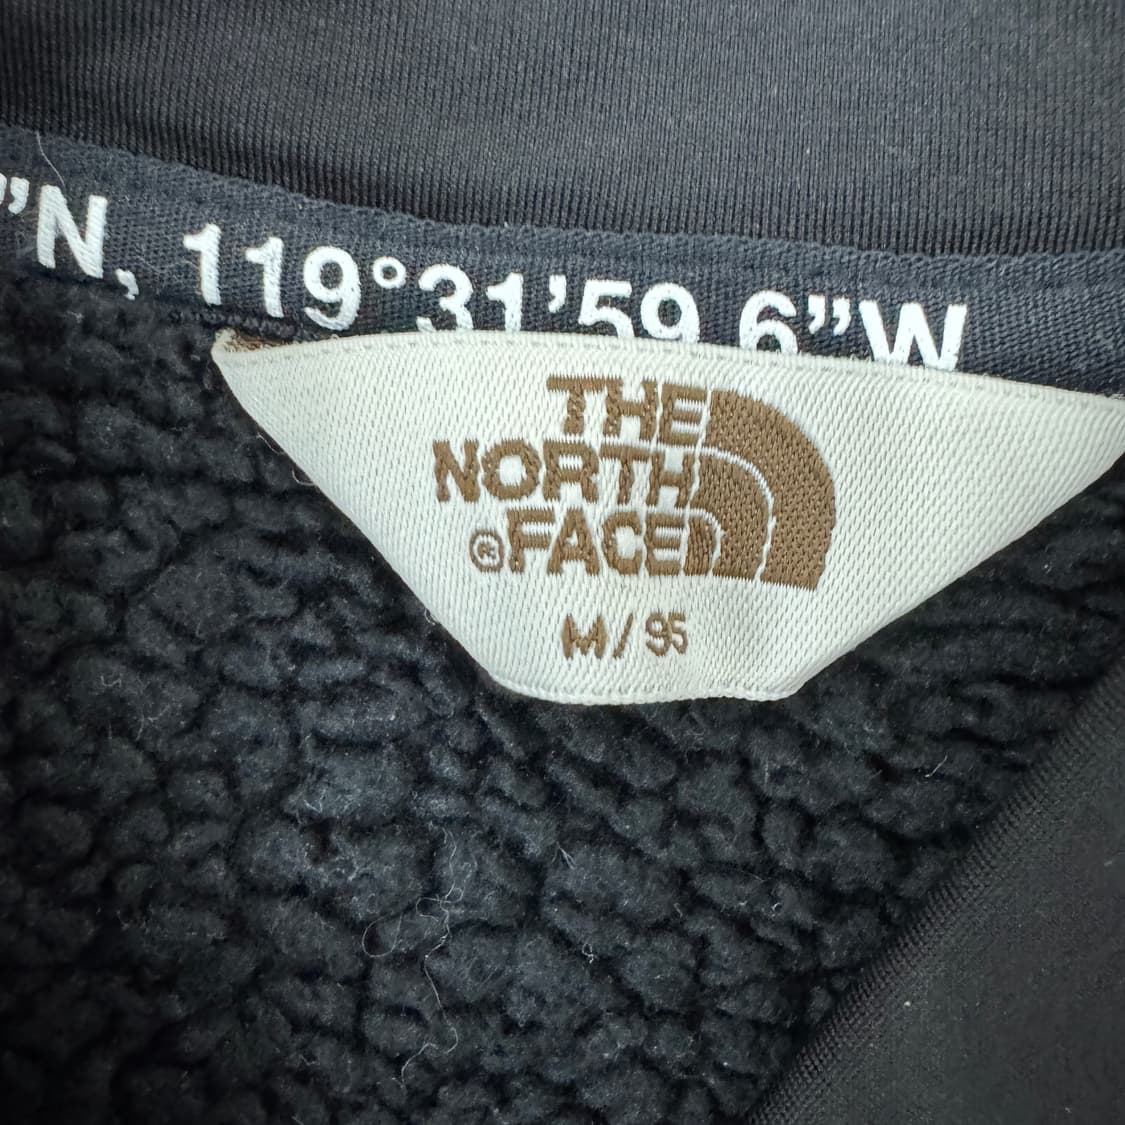 "N, 119°31'59.6"W
THE
NORTH
FACE
®
M/95